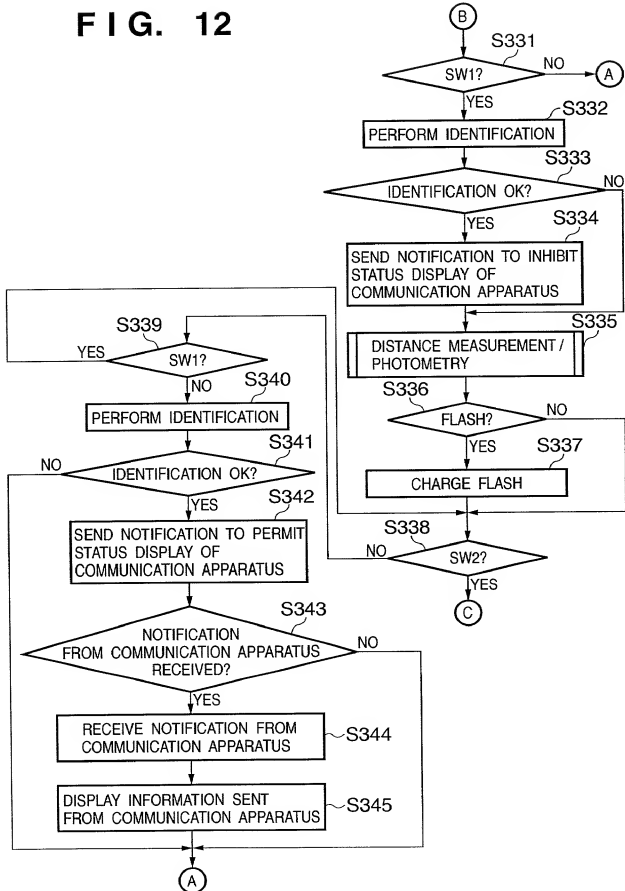 FIG. 12
B
S331
SW1?
NO
A
YES
S332
PERFORM IDENTIFICATION
S333
IDENTIFICATION OK?
NO
YES
S334
SEND NOTIFICATION TO INHIBIT
STATUS DISPLAY OF
COMMUNICATION APPARATUS
S335
DISTANCE MEASUREMENT/
PHOTOMETRY
S336
FLASH?
NO
YES
S337
CHARGE FLASH
S338
SW2?
NO
YES
C
S339
SW1?
YES
NO
S340
PERFORM IDENTIFICATION
S341
IDENTIFICATION OK?
NO
YES
S342
SEND NOTIFICATION TO PERMIT
STATUS DISPLAY OF
COMMUNICATION APPARATUS
S343
NOTIFICATION
FROM COMMUNICATION APPARATUS
RECEIVED?
NO
YES
RECEIVE NOTIFICATION FROM
COMMUNICATION APPARATUS
S344
DISPLAY INFORMATION SENT
FROM COMMUNICATION APPARATUS
S345
A